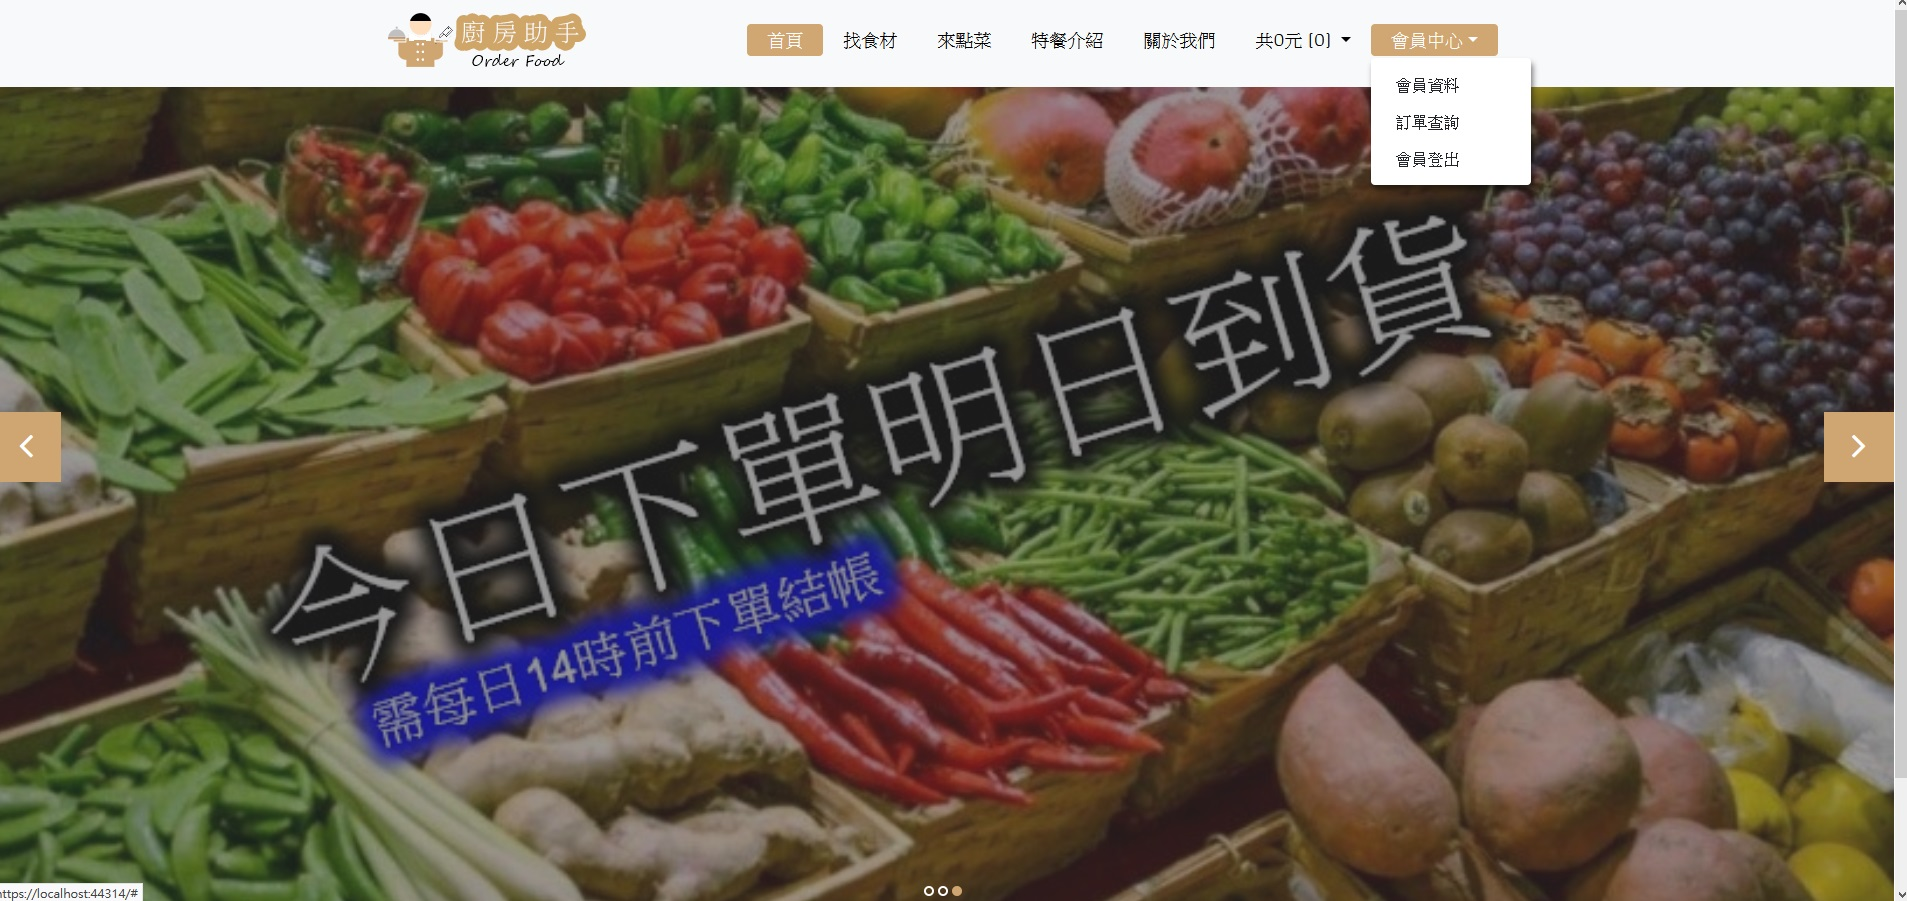 廚房助手
Order Food
首頁
找食材
來點菜
特餐介紹
關於我們
共0元 (0)
會員中心
會員資料
訂單查詢
會員登出
今日下單明日到貨
需每日14時前下單結帳
https://localhost:44314/#